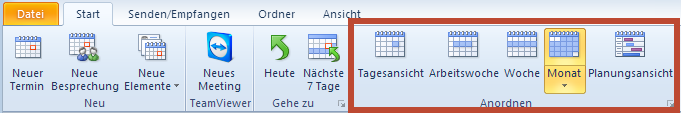 Datei Start Senden/Empfangen Ordner Ansicht
Neuer Termin
Neue Besprechung
Neue Elemente
Neu
Neues Meeting
TeamViewer
Heute
Nächste 7 Tage
Gehe zu
Tagesansicht Arbeitswoche Woche Monat Planungsansicht
Anordnen